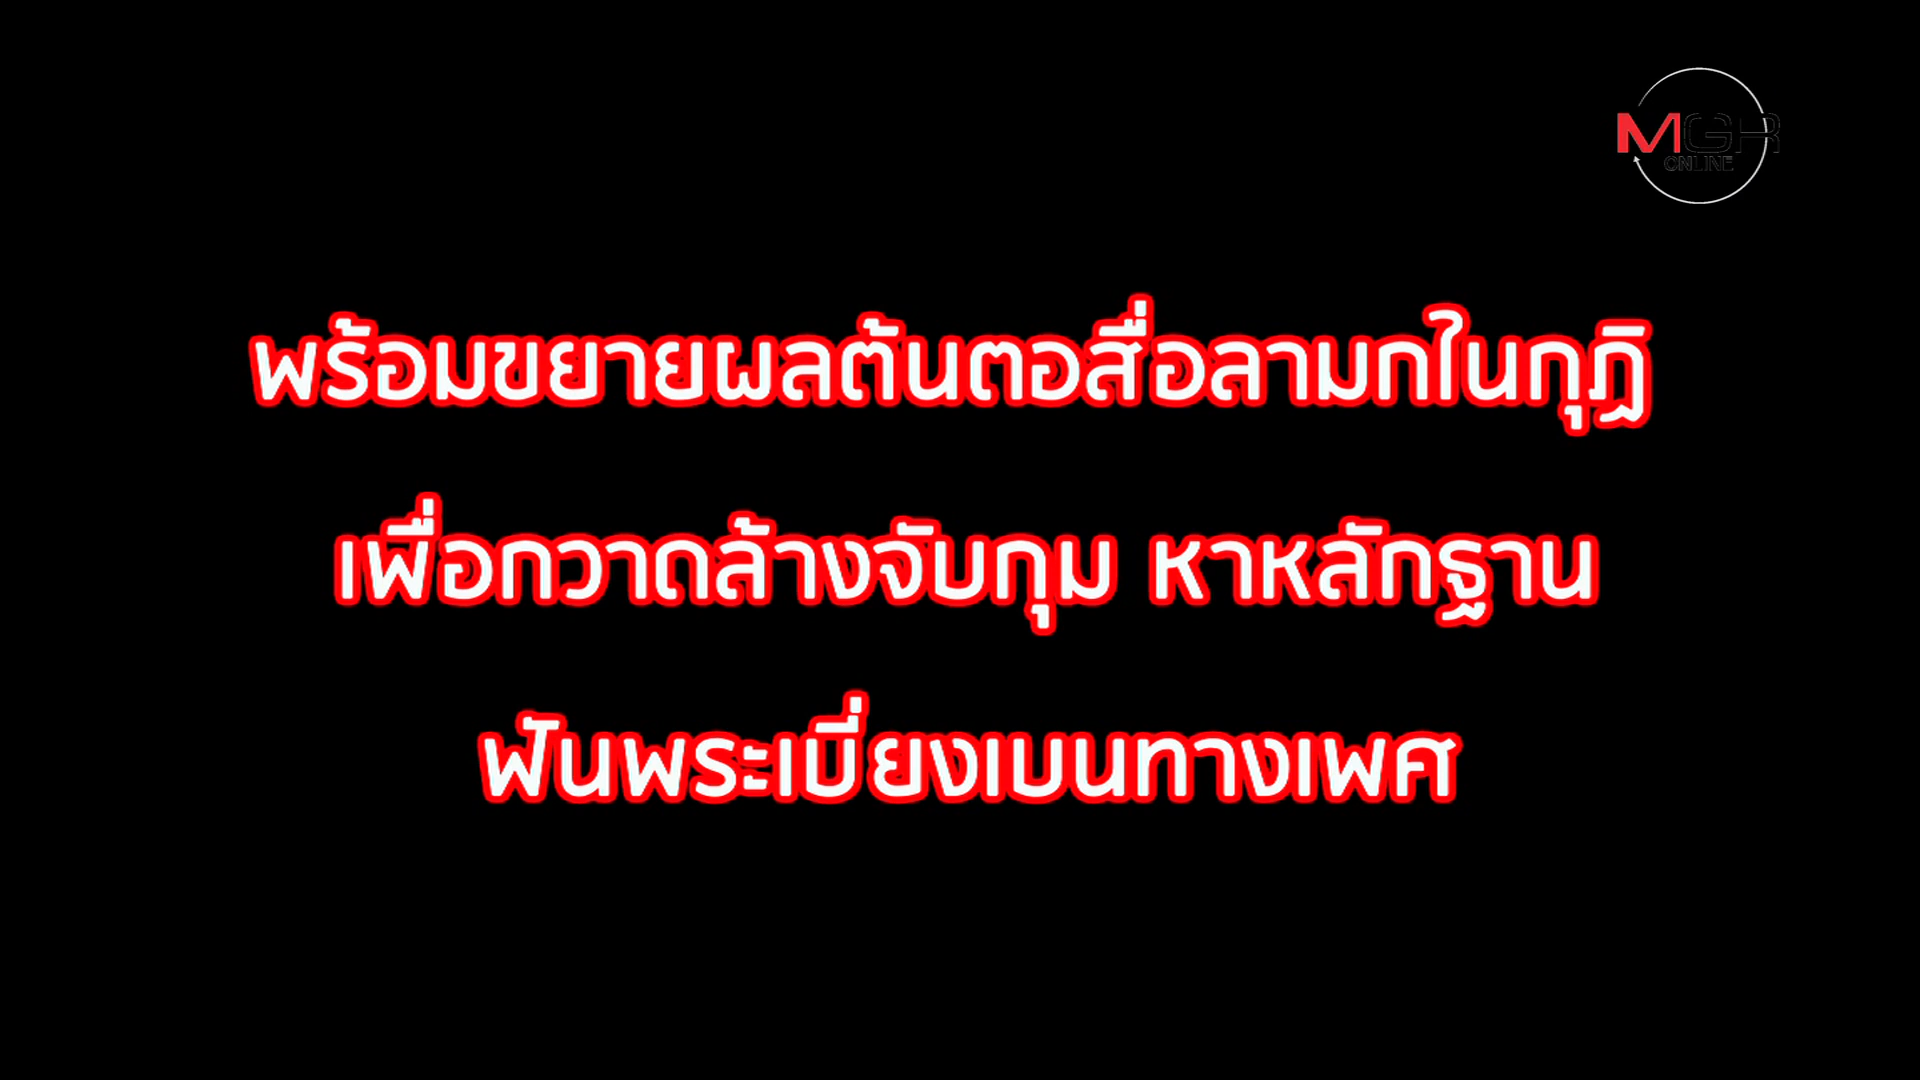 MGR
ONLINE
พร้อมขยายผลต้นตอสื่อลามกในกุฏิ
เพื่อกวาดล้างจับกุม หาหลักฐาน
ฟันพระเบี่ยงเบนทางเพศ